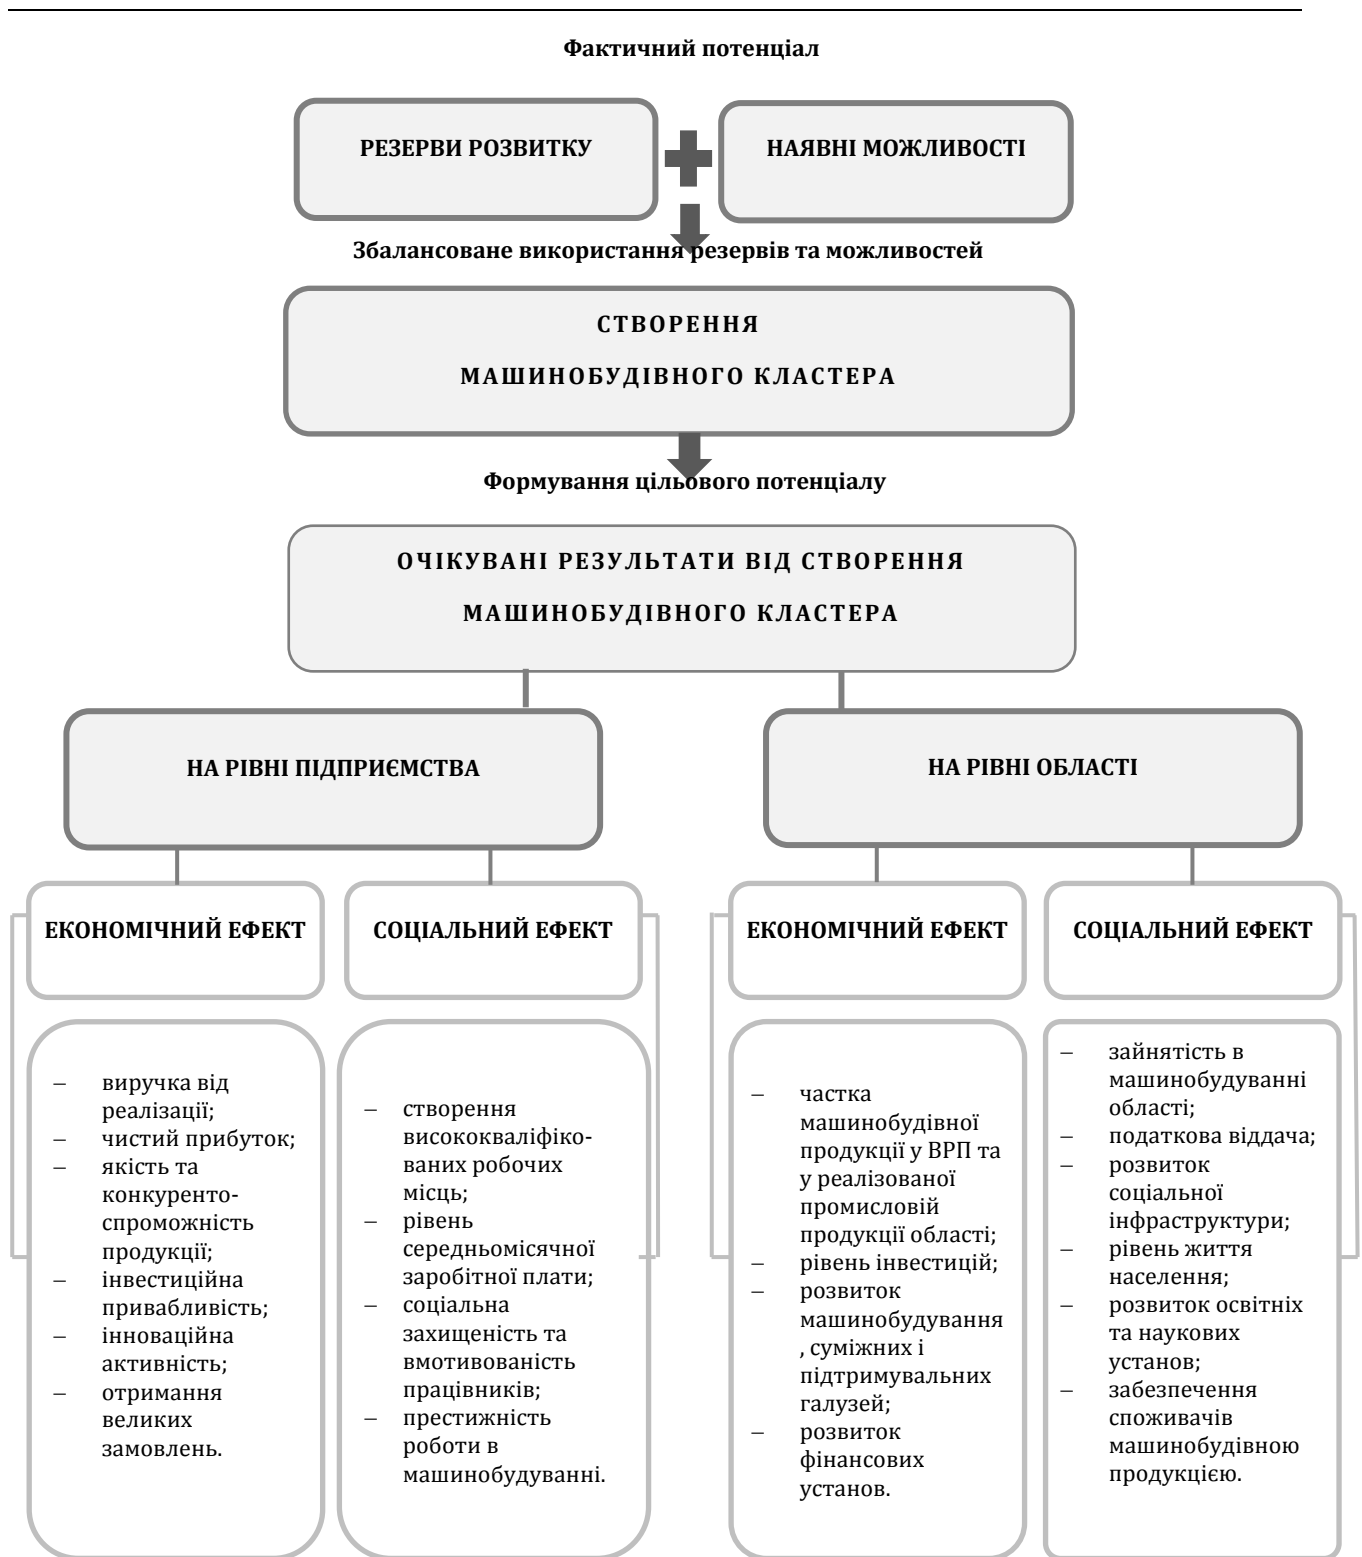 Фактичний потенціал
РЕЗЕРВИ РОЗВИТКУ
НАЯВНІ МОЖЛИВОСТІ
Збалансоване використання резервів та можливостей
СТВОРЕННЯ
МАШИНОБУДІВНОГО КЛАСТЕРА
Формування цільового потенціалу
ОЧІКУВАНІ РЕЗУЛЬТАТИ ВІД СТВОРЕННЯ
МАШИНОБУДІВНОГО КЛАСТЕРА
НА РІВНІ ПІДПРИЄМСТВА
НА РІВНІ ОБЛАСТІ
ЕКОНОМІЧНИЙ ЕФЕКТ
СОЦІАЛЬНИЙ ЕФЕКТ
ЕКОНОМІЧНИЙ ЕФЕКТ
СОЦІАЛЬНИЙ ЕФЕКТ
– виручка від
реалізації;
– чистий прибуток;
– якість та
конкуренто-
спроможність
продукції;
– інвестиційна
привабливість;
– інноваційна
активність;
– отримання
великих
замовлень.
– створення
висококваліфіко-
ваних робочих
місць;
– рівень
середньомісячної
заробітної плати;
– соціальна
захищеність та
вмотивованість
працівників;
– престижність
роботи в
машинобудуванні.
– частка
машинобудівної
продукції у ВРП та
у реалізованої
промисловій
продукції області;
– рівень інвестицій;
– розвиток
машинобудування
, суміжних і
підтримувальних
галузей;
– розвиток
фінансових
установ.
– зайнятість в
машинобудуванні
області;
– податкова віддача;
– розвиток
соціальної
інфраструктури;
– рівень життя
населення;
– розвиток освітніх
та наукових
установ;
– забезпечення
споживачів
машинобудівною
продукцією.